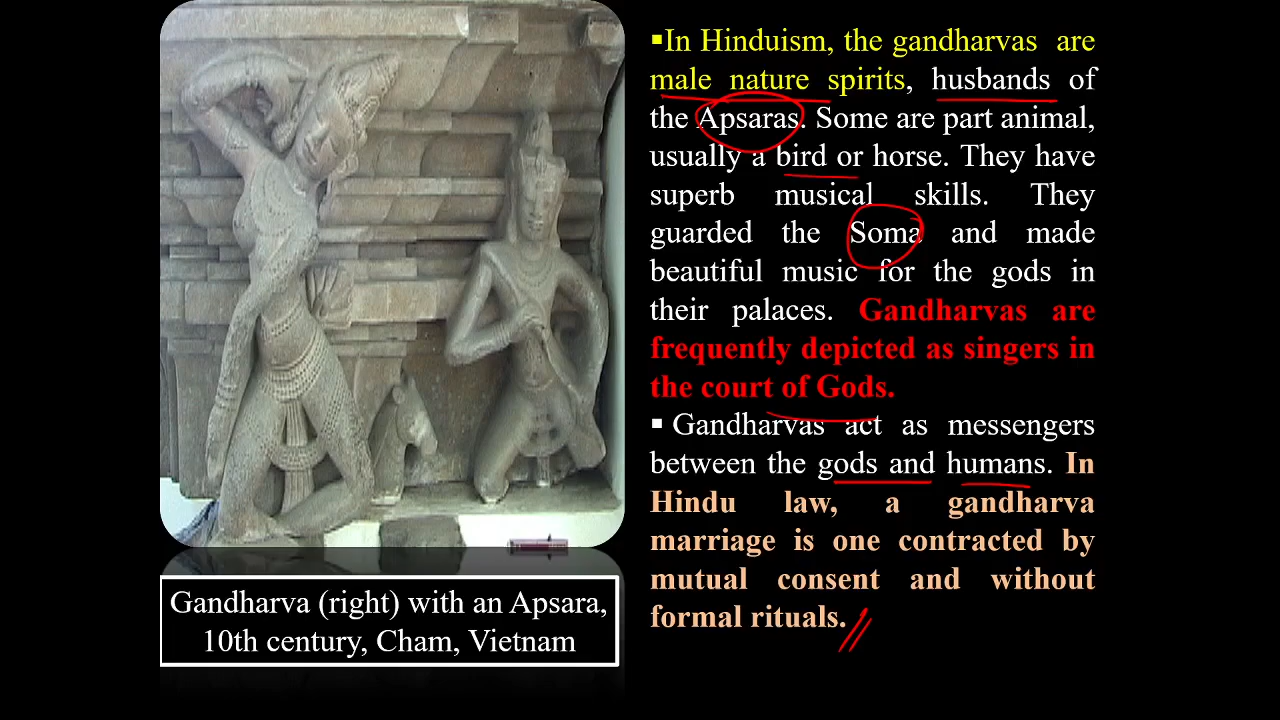 ▪In Hinduism, the gandharvas are
male nature spirits, husbands of
the Apsaras. Some are part animal,
usually a bird or horse. They have
superb musical skills. They
guarded the Soma and made
beautiful music for the gods in
their palaces. Gandharvas are
frequently depicted as singers in
the court of Gods.
▪ Gandharvas act as messengers
between the gods and humans. In
Hindu law, a gandharva
marriage is one contracted by
mutual consent and without
formal rituals.
Gandharva (right) with an Apsara,
10th century, Cham, Vietnam